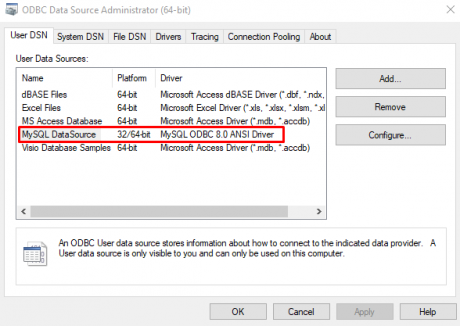 ODBC Data Source Administrator (64-bit)
User DSN System DSN File DSN Drivers Tracing Connection Pooling About
User Data Sources:
Name Platform Driver
dBASE Files 64-bit Microsoft Access dBASE Driver (*.dbf, *.ndx,
Excel Files 64-bit Microsoft Excel Driver (*.xls, *.xlsx, *.xlsm, *.xl
MS Access Database 64-bit Microsoft Access Driver (*.mdb, *.accdb)
MySQL DataSource 32/64-bit MySQL ODBC 8.0 ANSI Driver
Visio Database Samples 64-bit Microsoft Access Driver (*.mdb, *.accdb)
Add...
Remove
Configure...
An ODBC User data source stores information about how to connect to the indicated data provider. A
User data source is only visible to you and can only be used on this computer.
OK Cancel Apply Help